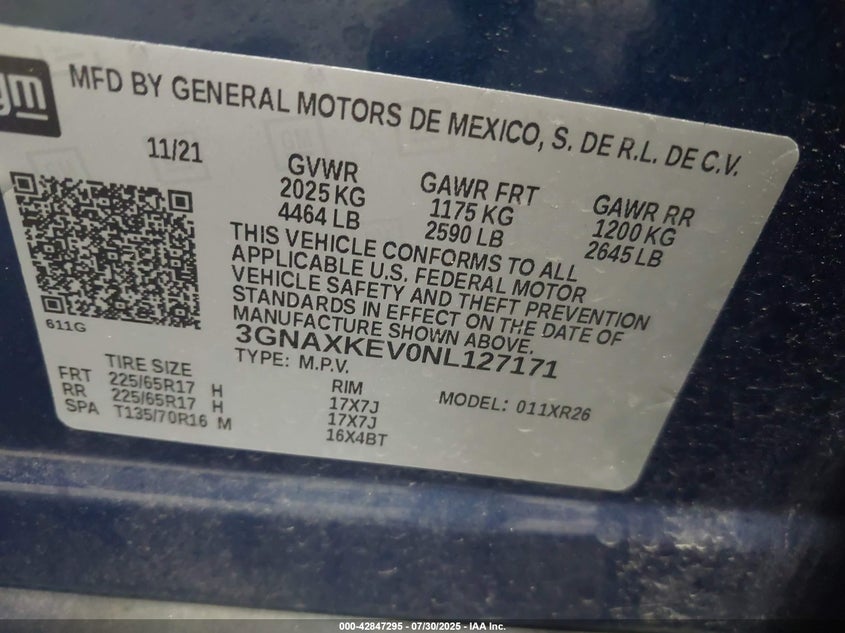 gm
MFD BY GENERAL MOTORS DE MEXICO, S. DE R.L. DE C.V.
11/21
GVWR
2025 KG
4464 LB
GAWR FRT
1175 KG
2590 LB
GAWR RR
1200 KG
2645 LB
THIS VEHICLE CONFORMS TO ALL
APPLICABLE U.S. FEDERAL MOTOR
VEHICLE SAFETY AND THEFT PREVENTION
STANDARDS IN EFFECT ON THE DATE OF
MANUFACTURE SHOWN ABOVE.
611G
3GNAXKEV0NL127171
TYPE: M.P.V.
MODEL: 011XR26
TIRE SIZE
RIM
FRT 225/65R17 H 17X7J
RR 225/65R17 H 17X7J
SPA T135/70R16 M 16X4BT
000-42847295 - 07/30/2025 - IAA Inc.